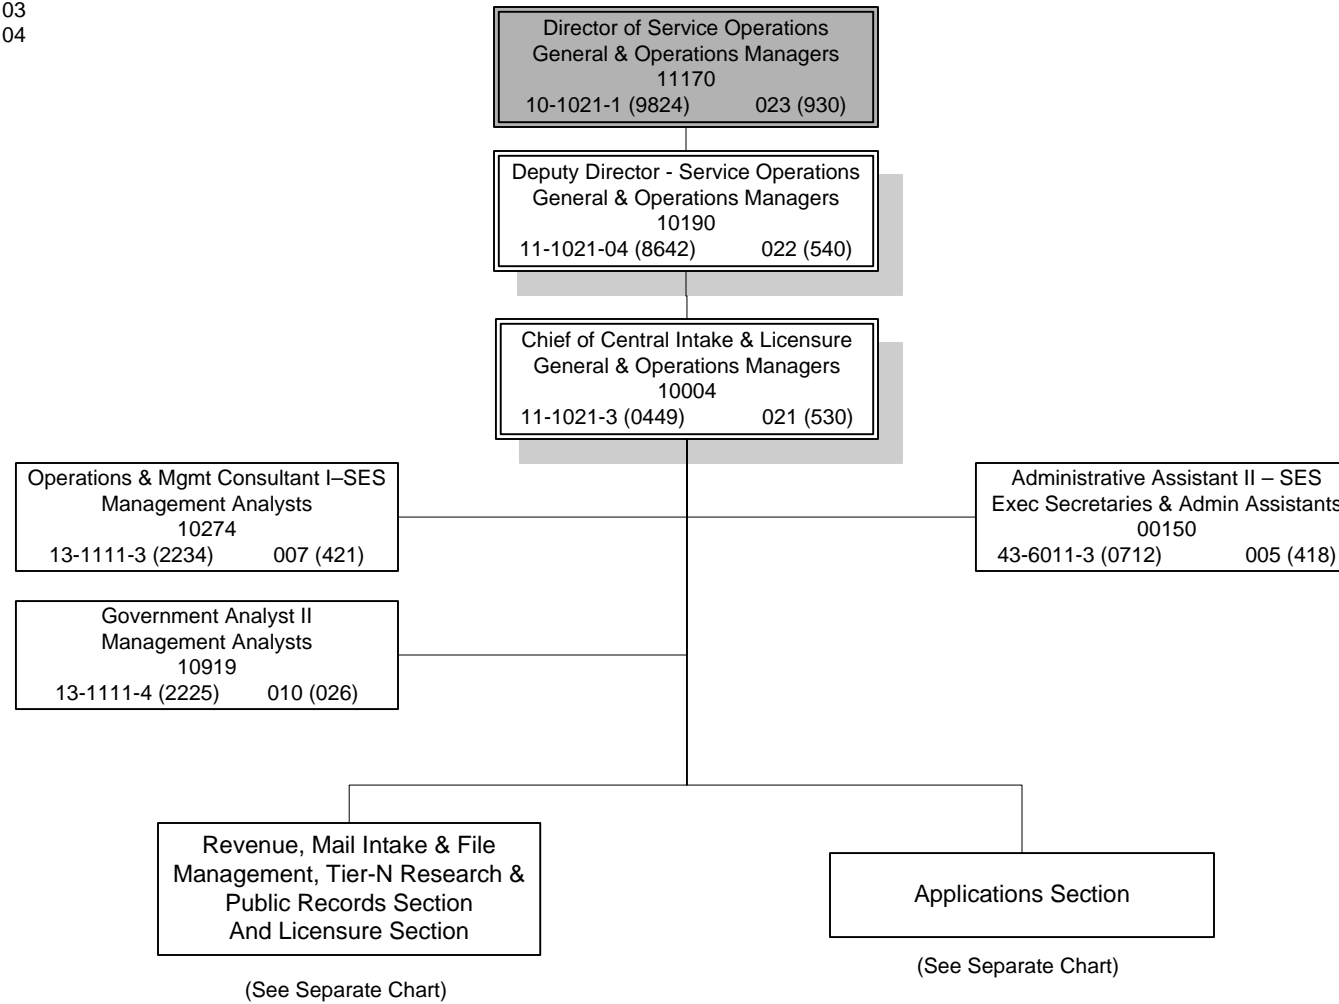 03
04
Director of Service Operations
General & Operations Managers
11170
10-1021-1 (9824) 023 (930)
Deputy Director - Service Operations
General & Operations Managers
10190
11-1021-04 (8642) 022 (540)
Chief of Central Intake & Licensure
General & Operations Managers
10004
11-1021-3 (0449) 021 (530)
Operations & Mgmt Consultant I–SES
Management Analysts
10274
13-1111-3 (2234) 007 (421)
Administrative Assistant II – SES
Exec Secretaries & Admin Assistants
00150
43-6011-3 (0712) 005 (418)
Government Analyst II
Management Analysts
10919
13-1111-4 (2225) 010 (026)
Revenue, Mail Intake & File
Management, Tier-N Research &
Public Records Section
And Licensure Section
(See Separate Chart)
Applications Section
(See Separate Chart)